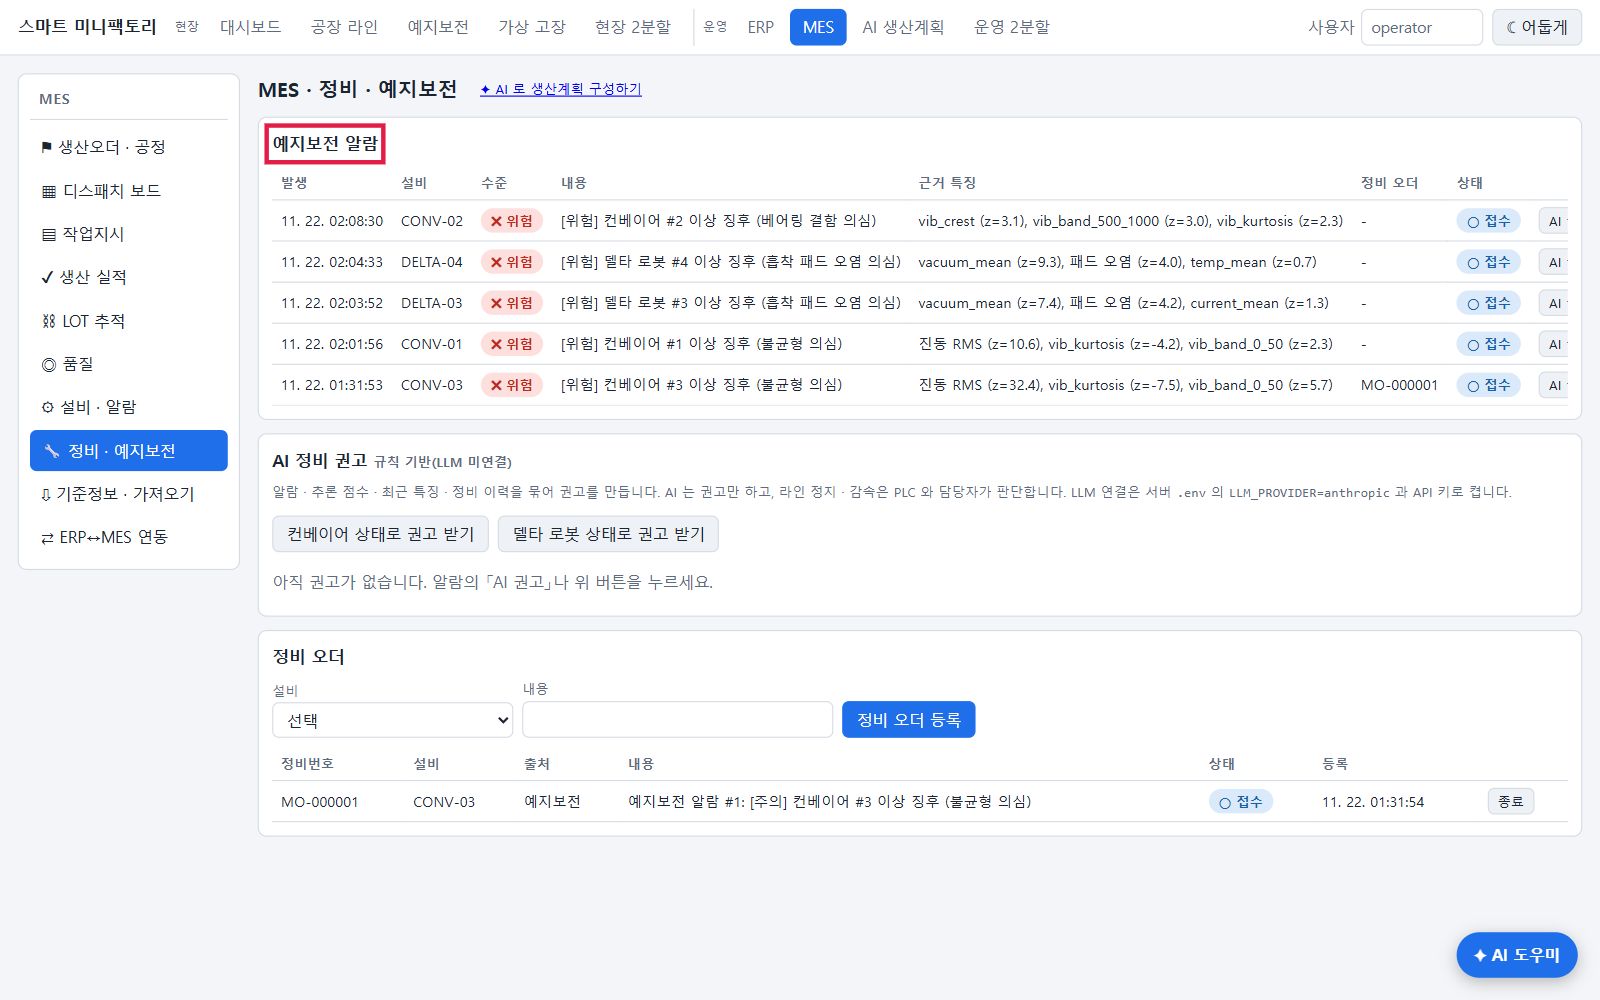 스마트 미니팩토리 현장 대시보드 공장 라인 예지보전 가상 고장 현장 2분할 운영 ERP MES AI 생산계획 운영 2분할 사용자 operator ☾ 어둡게
MES
⚑ 생산오더 · 공정
▦ 디스패치 보드
▤ 작업지시
✓ 생산 실적
⛓ LOT 추적
◎ 품질
⚙ 설비 · 알람
🔧 정비 · 예지보전
⇩ 기준정보 · 가져오기
⇄ ERP↔MES 연동
MES · 정비 · 예지보전 ✦ AI 로 생산계획 구성하기
예지보전 알람
발생 설비 수준 내용 근거 특징 정비 오더 상태
11. 22. 02:08:30 CONV-02 ✕ 위험 [위험] 컨베이어 #2 이상 징후 (베어링 결함 의심) vib_crest (z=3.1), vib_band_500_1000 (z=3.0), vib_kurtosis (z=2.3) - ○ 접수 AI
11. 22. 02:04:33 DELTA-04 ✕ 위험 [위험] 델타 로봇 #4 이상 징후 (흡착 패드 오염 의심) vacuum_mean (z=9.3), 패드 오염 (z=4.0), temp_mean (z=0.7) - ○ 접수 AI
11. 22. 02:03:52 DELTA-03 ✕ 위험 [위험] 델타 로봇 #3 이상 징후 (흡착 패드 오염 의심) vacuum_mean (z=7.4), 패드 오염 (z=4.2), current_mean (z=1.3) - ○ 접수 AI
11. 22. 02:01:56 CONV-01 ✕ 위험 [위험] 컨베이어 #1 이상 징후 (불균형 의심) 진동 RMS (z=10.6), vib_kurtosis (z=-4.2), vib_band_0_50 (z=2.3) - ○ 접수 AI
11. 22. 01:31:53 CONV-03 ✕ 위험 [위험] 컨베이어 #3 이상 징후 (불균형 의심) 진동 RMS (z=32.4), vib_kurtosis (z=-7.5), vib_band_0_50 (z=5.7) MO-000001 ○ 접수 AI
AI 정비 권고 규칙 기반(LLM 미연결)
알람 · 추론 점수 · 최근 특징 · 정비 이력을 묶어 권고를 만듭니다. AI 는 권고만 하고, 라인 정지 · 감속은 PLC 와 담당자가 판단합니다. LLM 연결은 서버 .env 의 LLM_PROVIDER=anthropic 과 API 키로 켭니다.
컨베이어 상태로 권고 받기 델타 로봇 상태로 권고 받기
아직 권고가 없습니다. 알람의 「AI 권고」나 위 버튼을 누르세요.
정비 오더
설비 내용
선택 정비 오더 등록
정비번호 설비 출처 내용 상태 등록
MO-000001 CONV-03 예지보전 예지보전 알람 #1: [주의] 컨베이어 #3 이상 징후 (불균형 의심) ○ 접수 11. 22. 01:31:54 종료
✦ AI 도우미